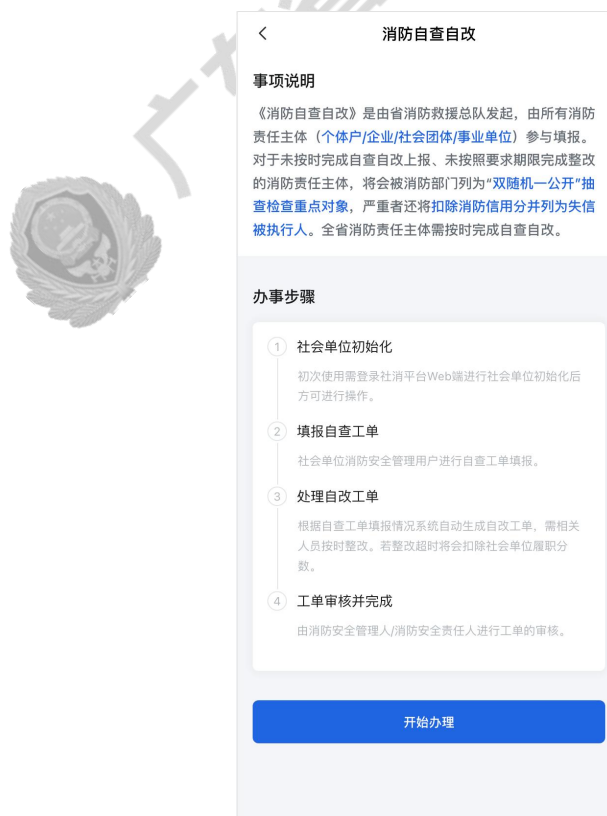 消防自查自改
事项说明
《消防自查自改》是由省消防救援总队发起，由所有消防
责任主体（个体户/企业/社会团体/事业单位）参与填报。
对于未按时完成自查自改上报、未按照要求期限完成整改
的消防责任主体，将会被消防部门列为“双随机一公开”抽
查检查重点对象，严重者还将扣除消防信用分并列为失信
被执行人。全省消防责任主体需按时完成自查自改。
办事步骤
1 社会单位初始化
初次使用需登录社消平台Web端进行社会单位初始化后
方可进行操作。
2 填报自查工单
社会单位消防安全管理用户进行自查工单填报。
3 处理自改工单
根据自查工单填报情况系统自动生成自改工单，需相关
人员按时整改。若整改超时将会扣除社会单位履职分
数。
4 工单审核并完成
由消防安全管理人/消防安全责任人进行工单的审核。
开始办理